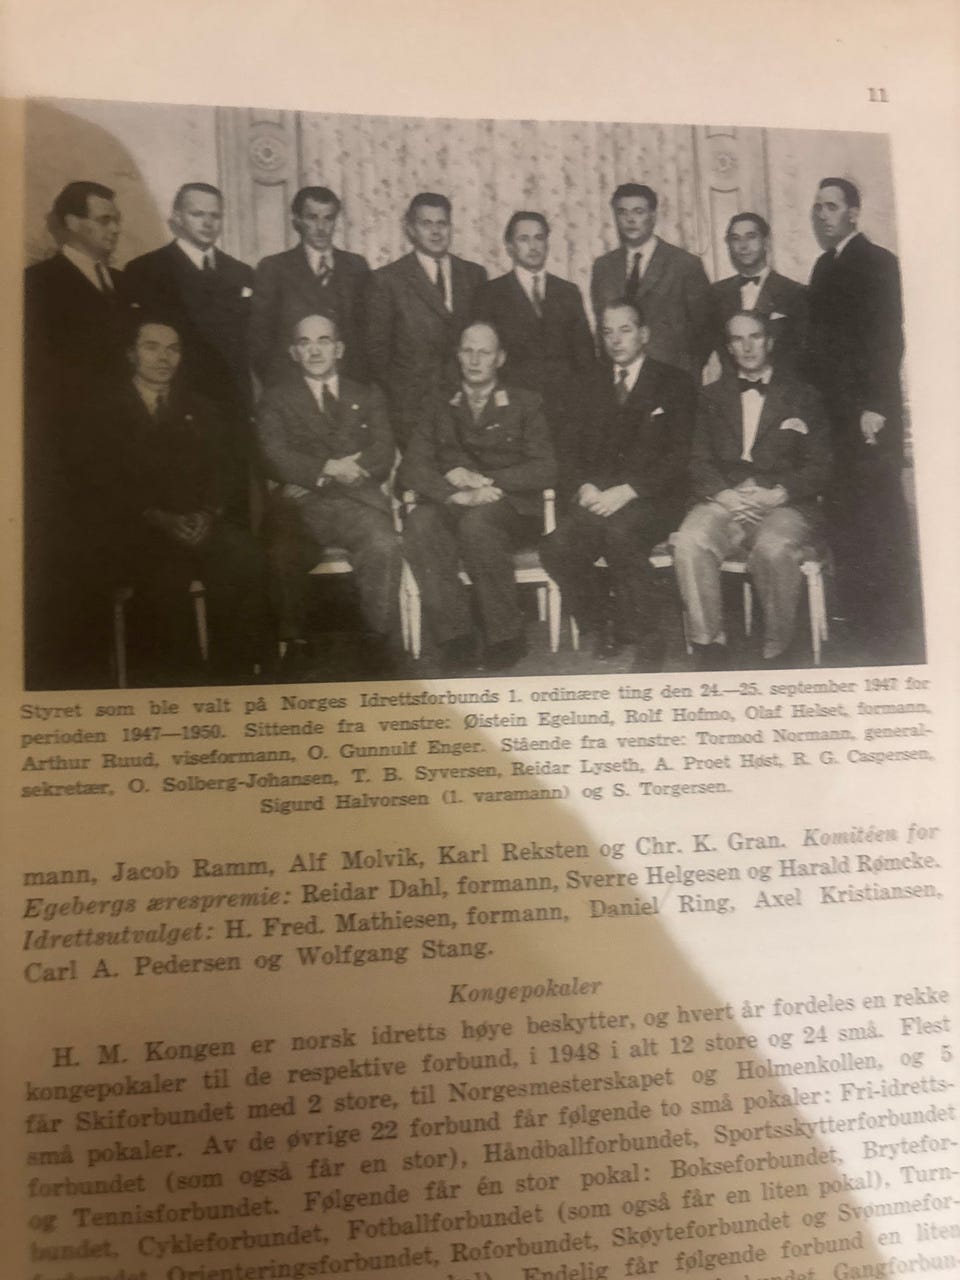 11
Styret som ble valt på Norges Idrettsforbunds 1. ordinære ting den 24.—25. september 1947 for
perioden 1947—1950. Sittende fra venstre: Øistein Egelund, Rolf Hofmo, Olaf Helset, formann,
Arthur Ruud, viseformann, O. Gunnulf Enger. Stående fra venstre: Tormod Normann, general-
sekretær, O. Solberg-Johansen, T. B. Syversen, Reidar Lyseth, A. Proet Høst, R. G. Caspersen,
Sigurd Halvorsen (1. varamann) og S. Torgersen.
mann, Jacob Ramm, Alf Molvik, Karl Reksten og Chr. K. Gran. Komitéen for
Egebergs ærespremie: Reidar Dahl, formann, Sverre Helgesen og Harald Rømcke.
Idrettsutvalget: H. Fred. Mathiesen, formann, Daniel Ring, Axel Kristiansen,
Carl A. Pedersen og Wolfgang Stang.
Kongepokaler
H. M. Kongen er norsk idretts høye beskytter, og hvert år fordeles en rekke
kongepokaler til de respektive forbund, i 1948 i alt 12 store og 24 små. Flest
får Skiforbundet med 2 store, til Norgesmesterskapet og Holmenkollen, og 5
små pokaler. Av de øvrige 22 forbund får følgende to små pokaler: Fri-idretts-
forbundet (som også får en stor), Håndballforbundet, Sportsskytterforbundet
og Tennisforbundet. Følgende får én stor pokal: Bokseforbundet, Brytefor-
bundet, Cykleforbundet, Fotballforbundet (som også får en liten pokal), Turn-
Orienteringsforbundet, Roforbundet, Skøyteforbundet og Svømmefor-
Endelig får følgende forbund en liten
Gangforbun-